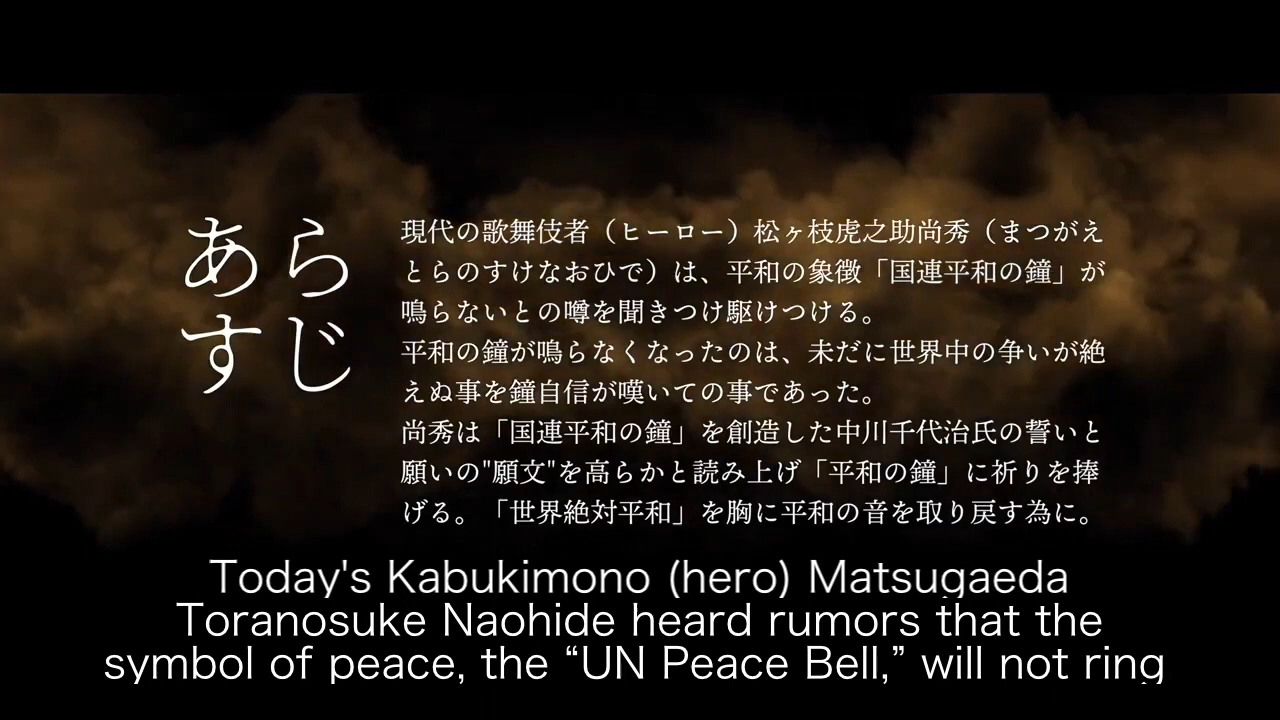 あら
すじ
現代の歌舞伎者（ヒーロー）松ヶ枝虎之助尚秀（まつがえ
とらのすけなおひで）は、平和の象徴「国連平和の鐘」が
鳴らないとの噂を聞きつけ駆けつける。
平和の鐘が鳴らなくなったのは、未だに世界中の争いが絶
えぬ事を鐘自信が嘆いての事であった。
尚秀は「国連平和の鐘」を創造した中川千代治氏の誓いと
願いの"願文"を高らかと読み上げ「平和の鐘」に祈りを捧
げる。「世界絶対平和」を胸に平和の音を取り戻す為に。
Today's Kabukimono (hero) Matsugaeda
Toranosuke Naohide heard rumors that the
symbol of peace, the “UN Peace Bell,” will not ring